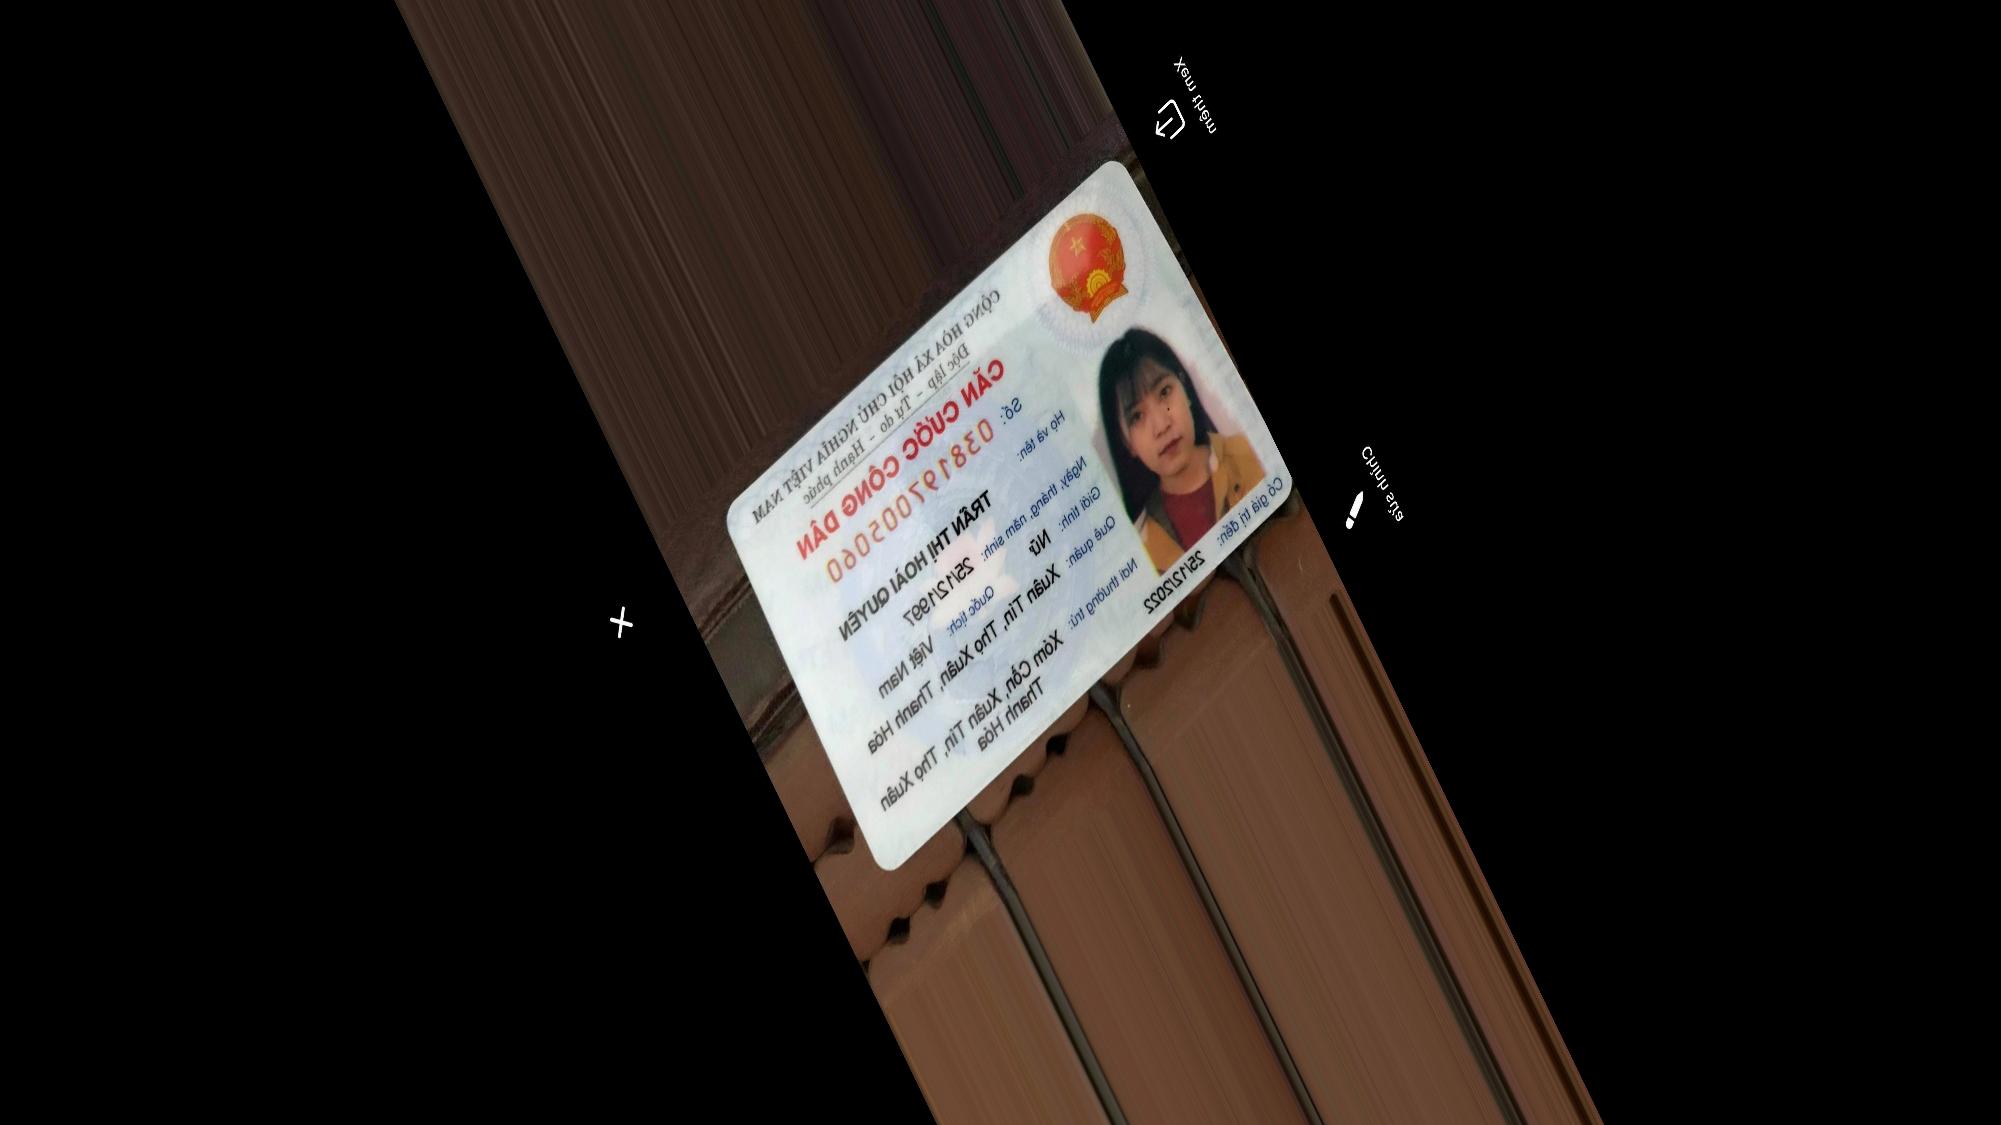 CỘNG HÒA XÃ HỘI CHỦ NGHĨA VIỆT NAM
Độc lập - Tự do - Hạnh phúc
CĂN CƯỚC CÔNG DÂN
Số: 038197005060
Họ và tên:
TRẦN THỊ HOÀI QUYÊN
Ngày, tháng, năm sinh: 25/12/1997
Giới tính: Nữ Quốc tịch: Việt Nam
Quê quán:
Xuân Tín, Thọ Xuân, Thanh Hóa
Nơi thường trú: Xóm Cồn, Xuân Tín, Thọ Xuân
Thanh Hóa
Có giá trị đến: 25/12/2022
Xem thêm
Chỉnh sửa